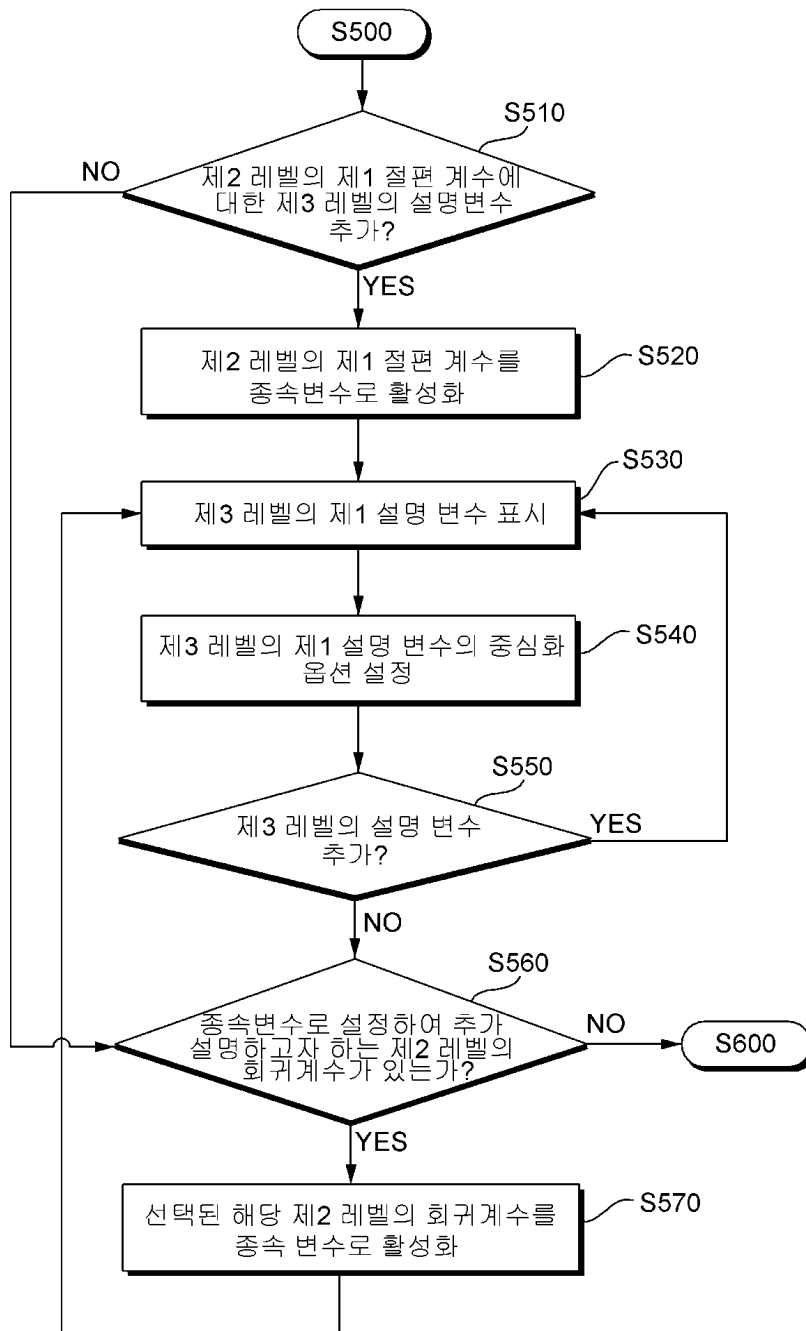 S500
S510
NO
제2 레벨의 제1 절편 계수에
대한 제3 레벨의 설명변수
추가?
YES
제2 레벨의 제1 절편 계수를
종속변수로 활성화
S520
S530
제3 레벨의 제1 설명 변수 표시
제3 레벨의 제1 설명 변수의 중심화
옵션 설정
S540
S550
제3 레벨의 설명 변수
추가?
YES
NO
S560
종속변수로 설정하여 추가
설명하고자 하는 제2 레벨의
회귀계수가 있는가?
NO
S600
YES
선택된 해당 제2 레벨의 회귀계수를
종속 변수로 활성화
S570